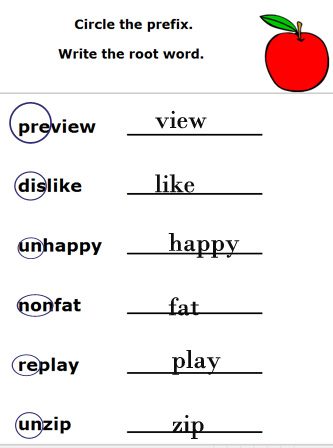 Circle the prefix.
Write the root word.
preview view
dislike like
unhappy happy
nonfat fat
replay play
unzip zip